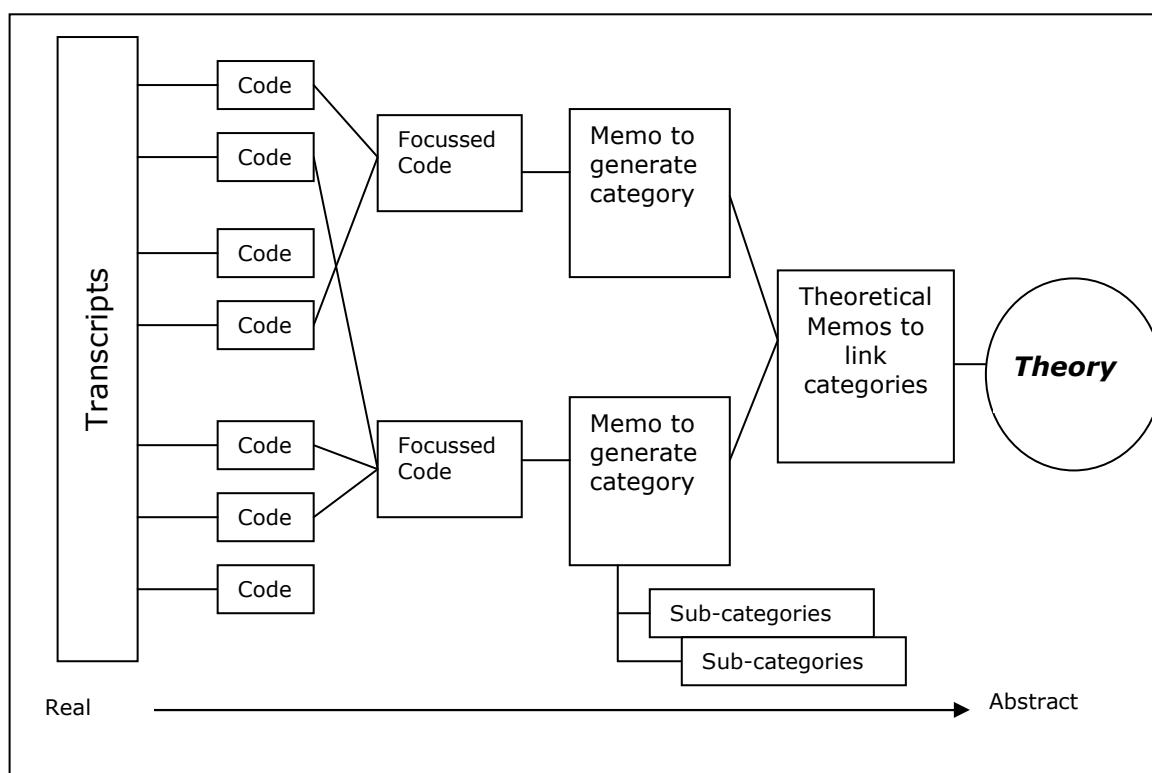 Transcripts
Code
Code
Code
Code
Code
Code
Code
Focussed
Code
Focussed
Code
Memo to
generate
category
Memo to
generate
category
Sub-categories
Sub-categories
Theoretical
Memos to
link
categories
Theory
Real
Abstract